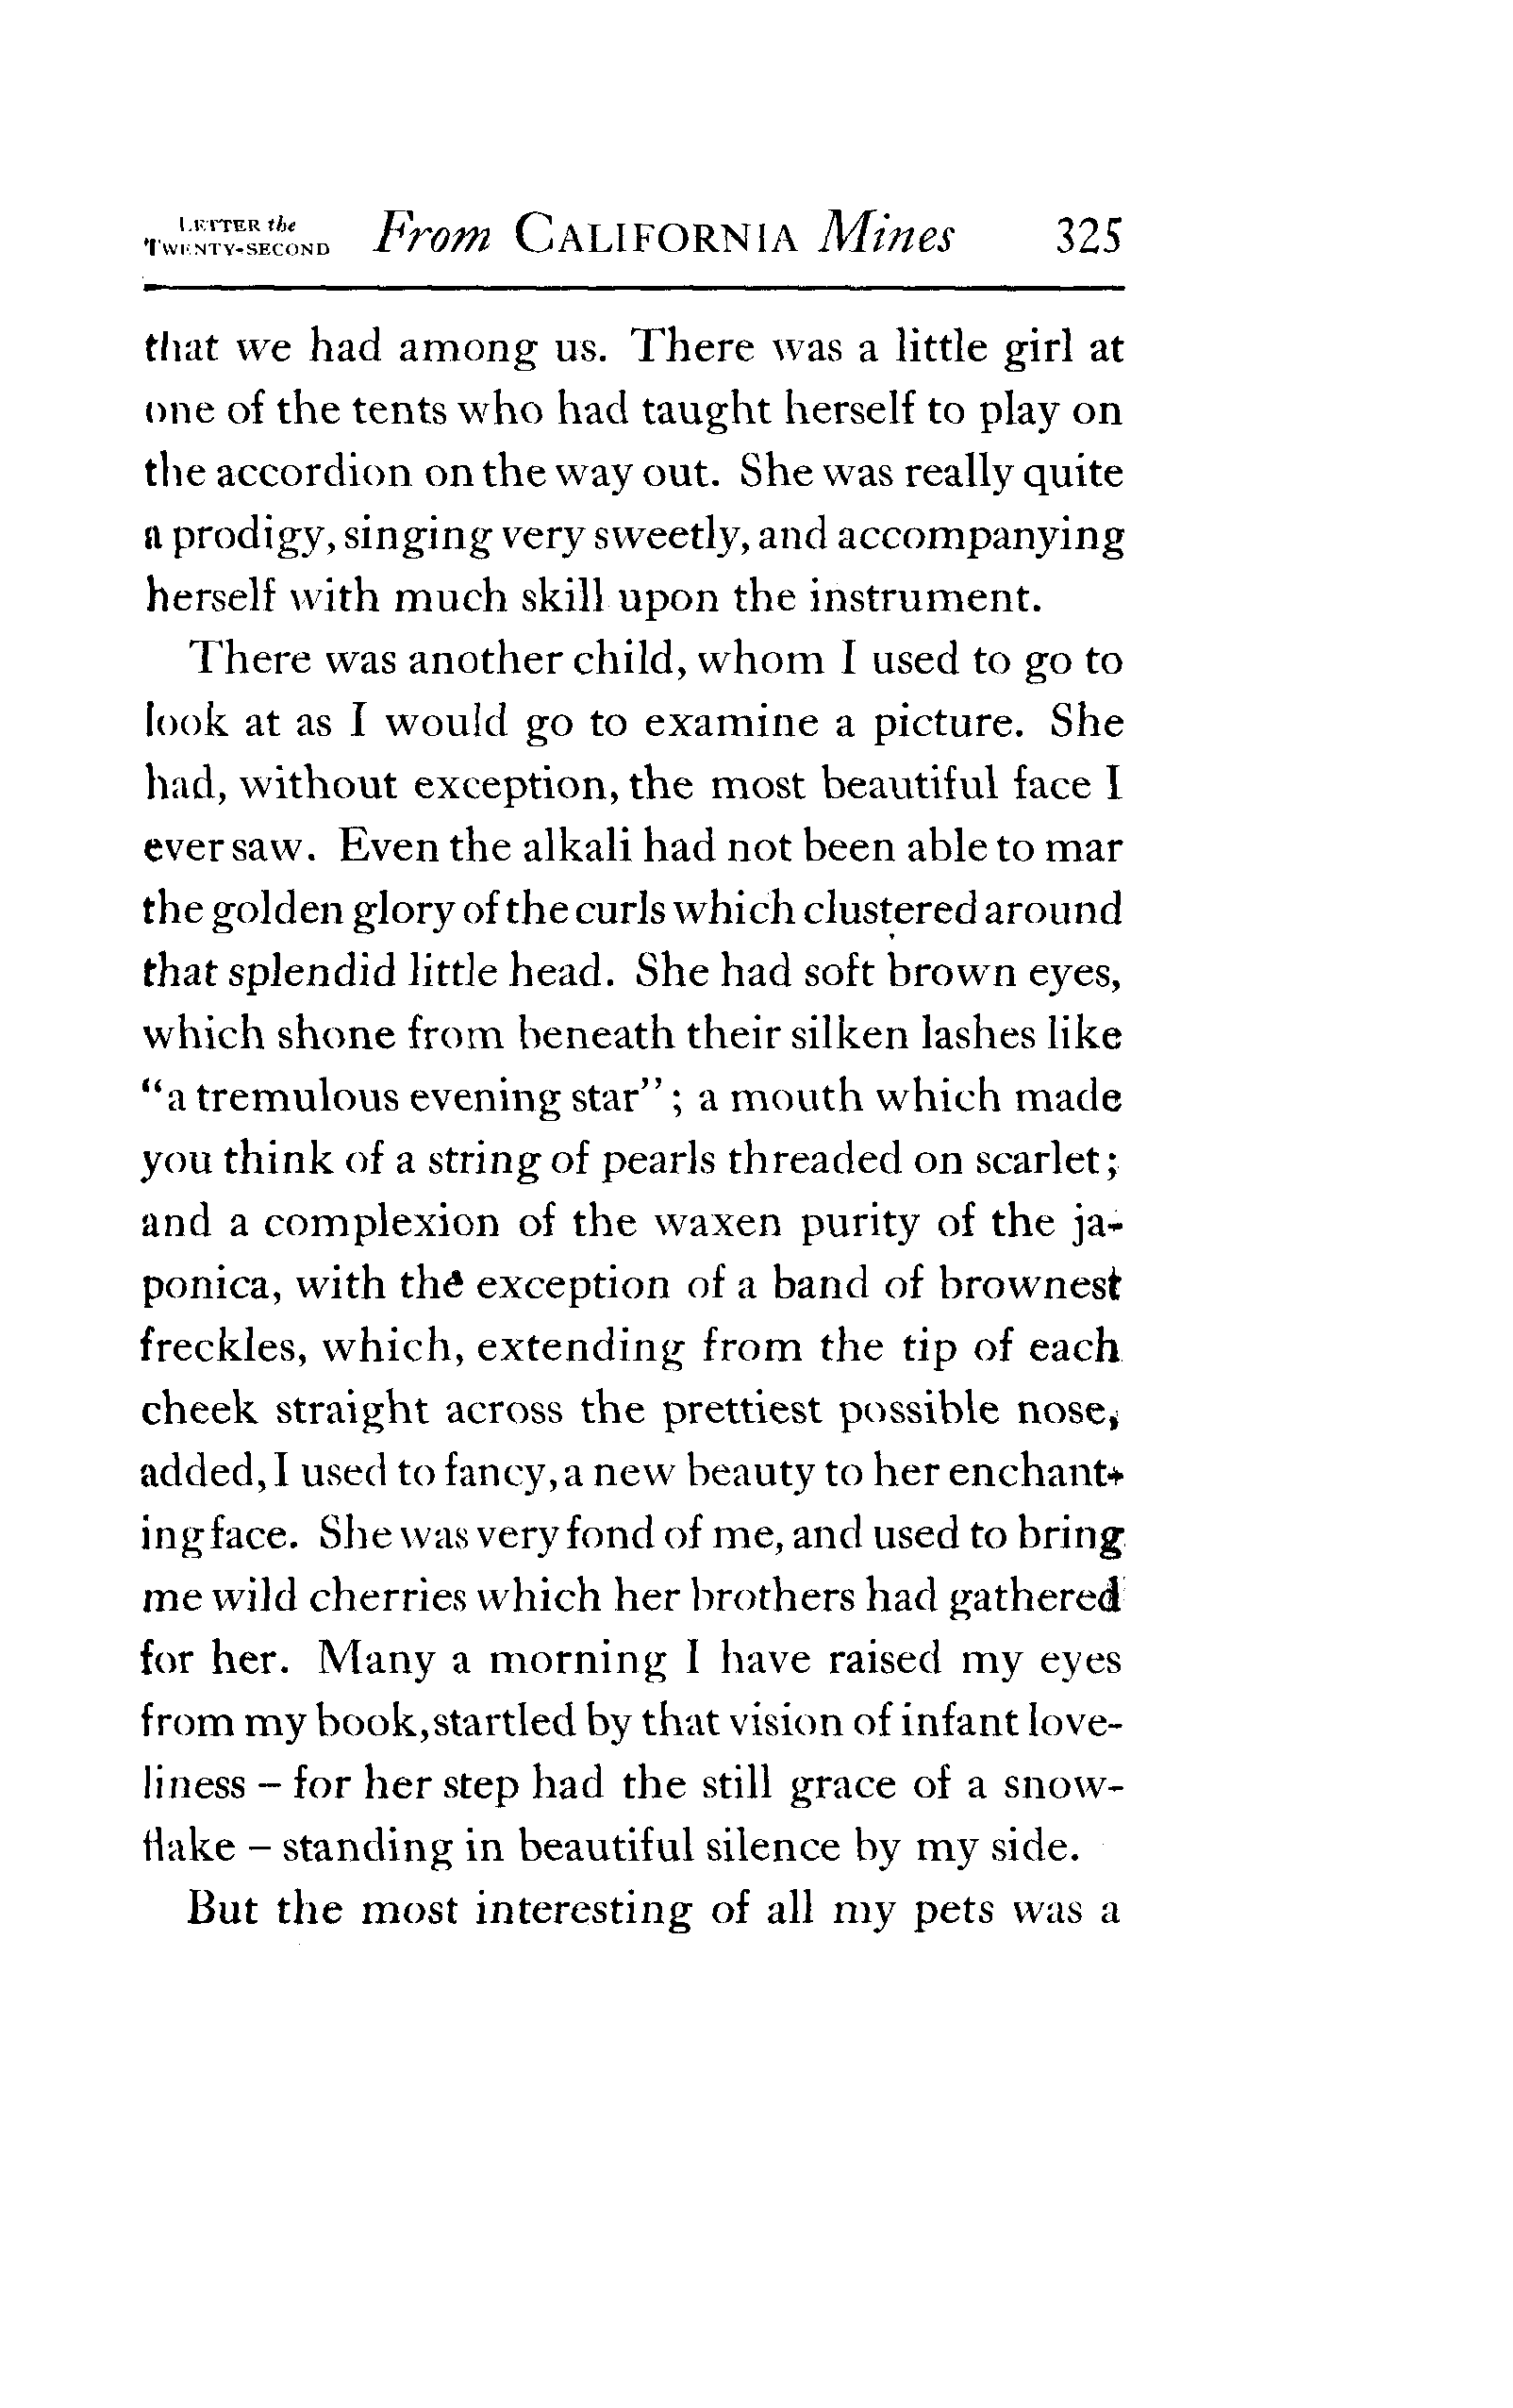 LETTER the
TWENTY-SECOND From CALIFORNIA Mines 325
that we had among us. There was a little girl at
one of the tents who had taught herself to play on
the accordion on the way out. She was really quite
a prodigy, singing very sweetly, and accompanying
herself with much skill upon the instrument.
There was another child, whom I used to go to
look at as I would go to examine a picture. She
had, without exception, the most beautiful face I
ever saw. Even the alkali had not been able to mar
the golden glory of the curls which clustered around
that splendid little head. She had soft brown eyes,
which shone from beneath their silken lashes like
“a tremulous evening star”; a mouth which made
you think of a string of pearls threaded on scarlet;
and a complexion of the waxen purity of the ja-
ponica, with the exception of a band of brownest
freckles, which, extending from the tip of each
cheek straight across the prettiest possible nose,
added, I used to fancy, a new beauty to her enchant-
ing face. She was very fond of me, and used to bring
me wild cherries which her brothers had gathered
for her. Many a morning I have raised my eyes
from my book, startled by that vision of infant love-
liness – for her step had the still grace of a snow-
flake – standing in beautiful silence by my side.
But the most interesting of all my pets was a